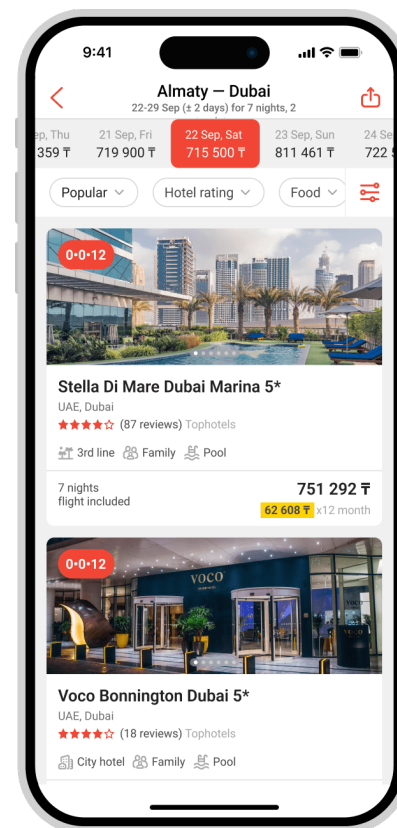 9:41
Almaty — Dubai
22-29 Sep (± 2 days) for 7 nights, 2
ep, Thu 21 Sep, Fri 22 Sep, Sat 23 Sep, Sun 24 Se
359 ₸ 719 900 ₸ 715 500 ₸ 811 461 ₸ 722
Popular Hotel rating Food
0·0·12
Stella Di Mare Dubai Marina 5*
UAE, Dubai
(87 reviews) Tophotels
3rd line Family Pool
7 nights 751 292 ₸
flight included 62 608 ₸ x12 month
0·0·12
VOCO
VOCO
VOCO
Voco Bonnington Dubai 5*
UAE, Dubai
(18 reviews) Tophotels
City hotel Family Pool